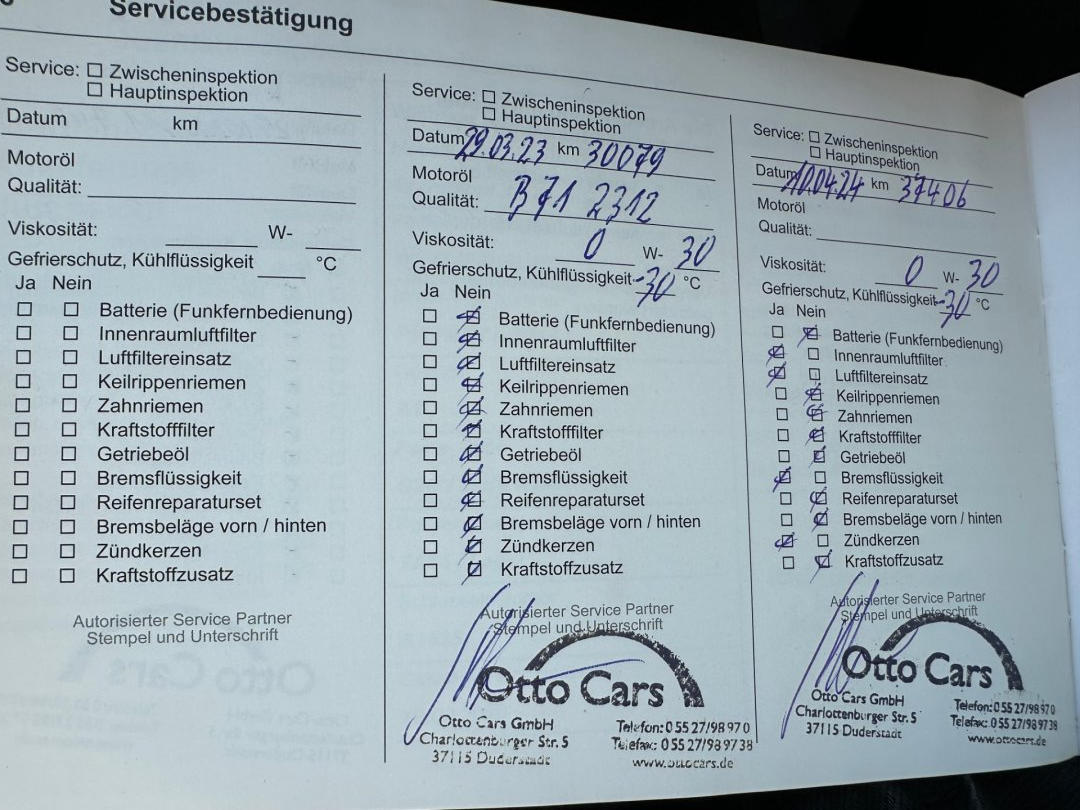 Servicebestätigung
Service: Zwischeninspektion
Hauptinspektion
Datum km
Motoröl
Qualität:
Viskosität: W-
Gefrierschutz, Kühlflüssigkeit °C
Ja Nein
Batterie (Funkfernbedienung)
Innenraumluftfilter
Luftfiltereinsatz
Keilrippenriemen
Zahnriemen
Kraftstofffilter
Getriebeöl
Bremsflüssigkeit
Reifenreparaturset
Bremsbeläge vorn / hinten
Zündkerzen
Kraftstoffzusatz
Autorisierter Service Partner
Stempel und Unterschrift
Service: Zwischeninspektion
Hauptinspektion
Datum 29.03.23 km 30079
Motoröl
Qualität: B71 2312
Viskosität: 0 W- 30
Gefrierschutz, Kühlflüssigkeit -30 °C
Ja Nein
Batterie (Funkfernbedienung)
Innenraumluftfilter
Luftfiltereinsatz
Keilrippenriemen
Zahnriemen
Kraftstofffilter
Getriebeöl
Bremsflüssigkeit
Reifenreparaturset
Bremsbeläge vorn / hinten
Zündkerzen
Kraftstoffzusatz
Autorisierter Service Partner
Stempel und Unterschrift
Otto Cars
Otto Cars GmbH Telefon: 0 55 27/98 97 0
Charlottenburger Str. 5 Telefax: 0 55 27/98 97 38
37115 Duderstadt www.ottocars.de
Service: Zwischeninspektion
Hauptinspektion
Datum 10.04.24 km 37406
Motoröl
Qualität:
Viskosität: 0 W- 30
Gefrierschutz, Kühlflüssigkeit -30 °C
Ja Nein
Batterie (Funkfernbedienung)
Innenraumluftfilter
Luftfiltereinsatz
Keilrippenriemen
Zahnriemen
Kraftstofffilter
Getriebeöl
Bremsflüssigkeit
Reifenreparaturset
Bremsbeläge vorn / hinten
Zündkerzen
Kraftstoffzusatz
Autorisierter Service Partner
Stempel und Unterschrift
Otto Cars
Otto Cars GmbH Telefon: 0 55 27/98 97 0
Charlottenburger Str. 5 Telefax: 0 55 27/98 97 38
37115 Duderstadt www.ottocars.de